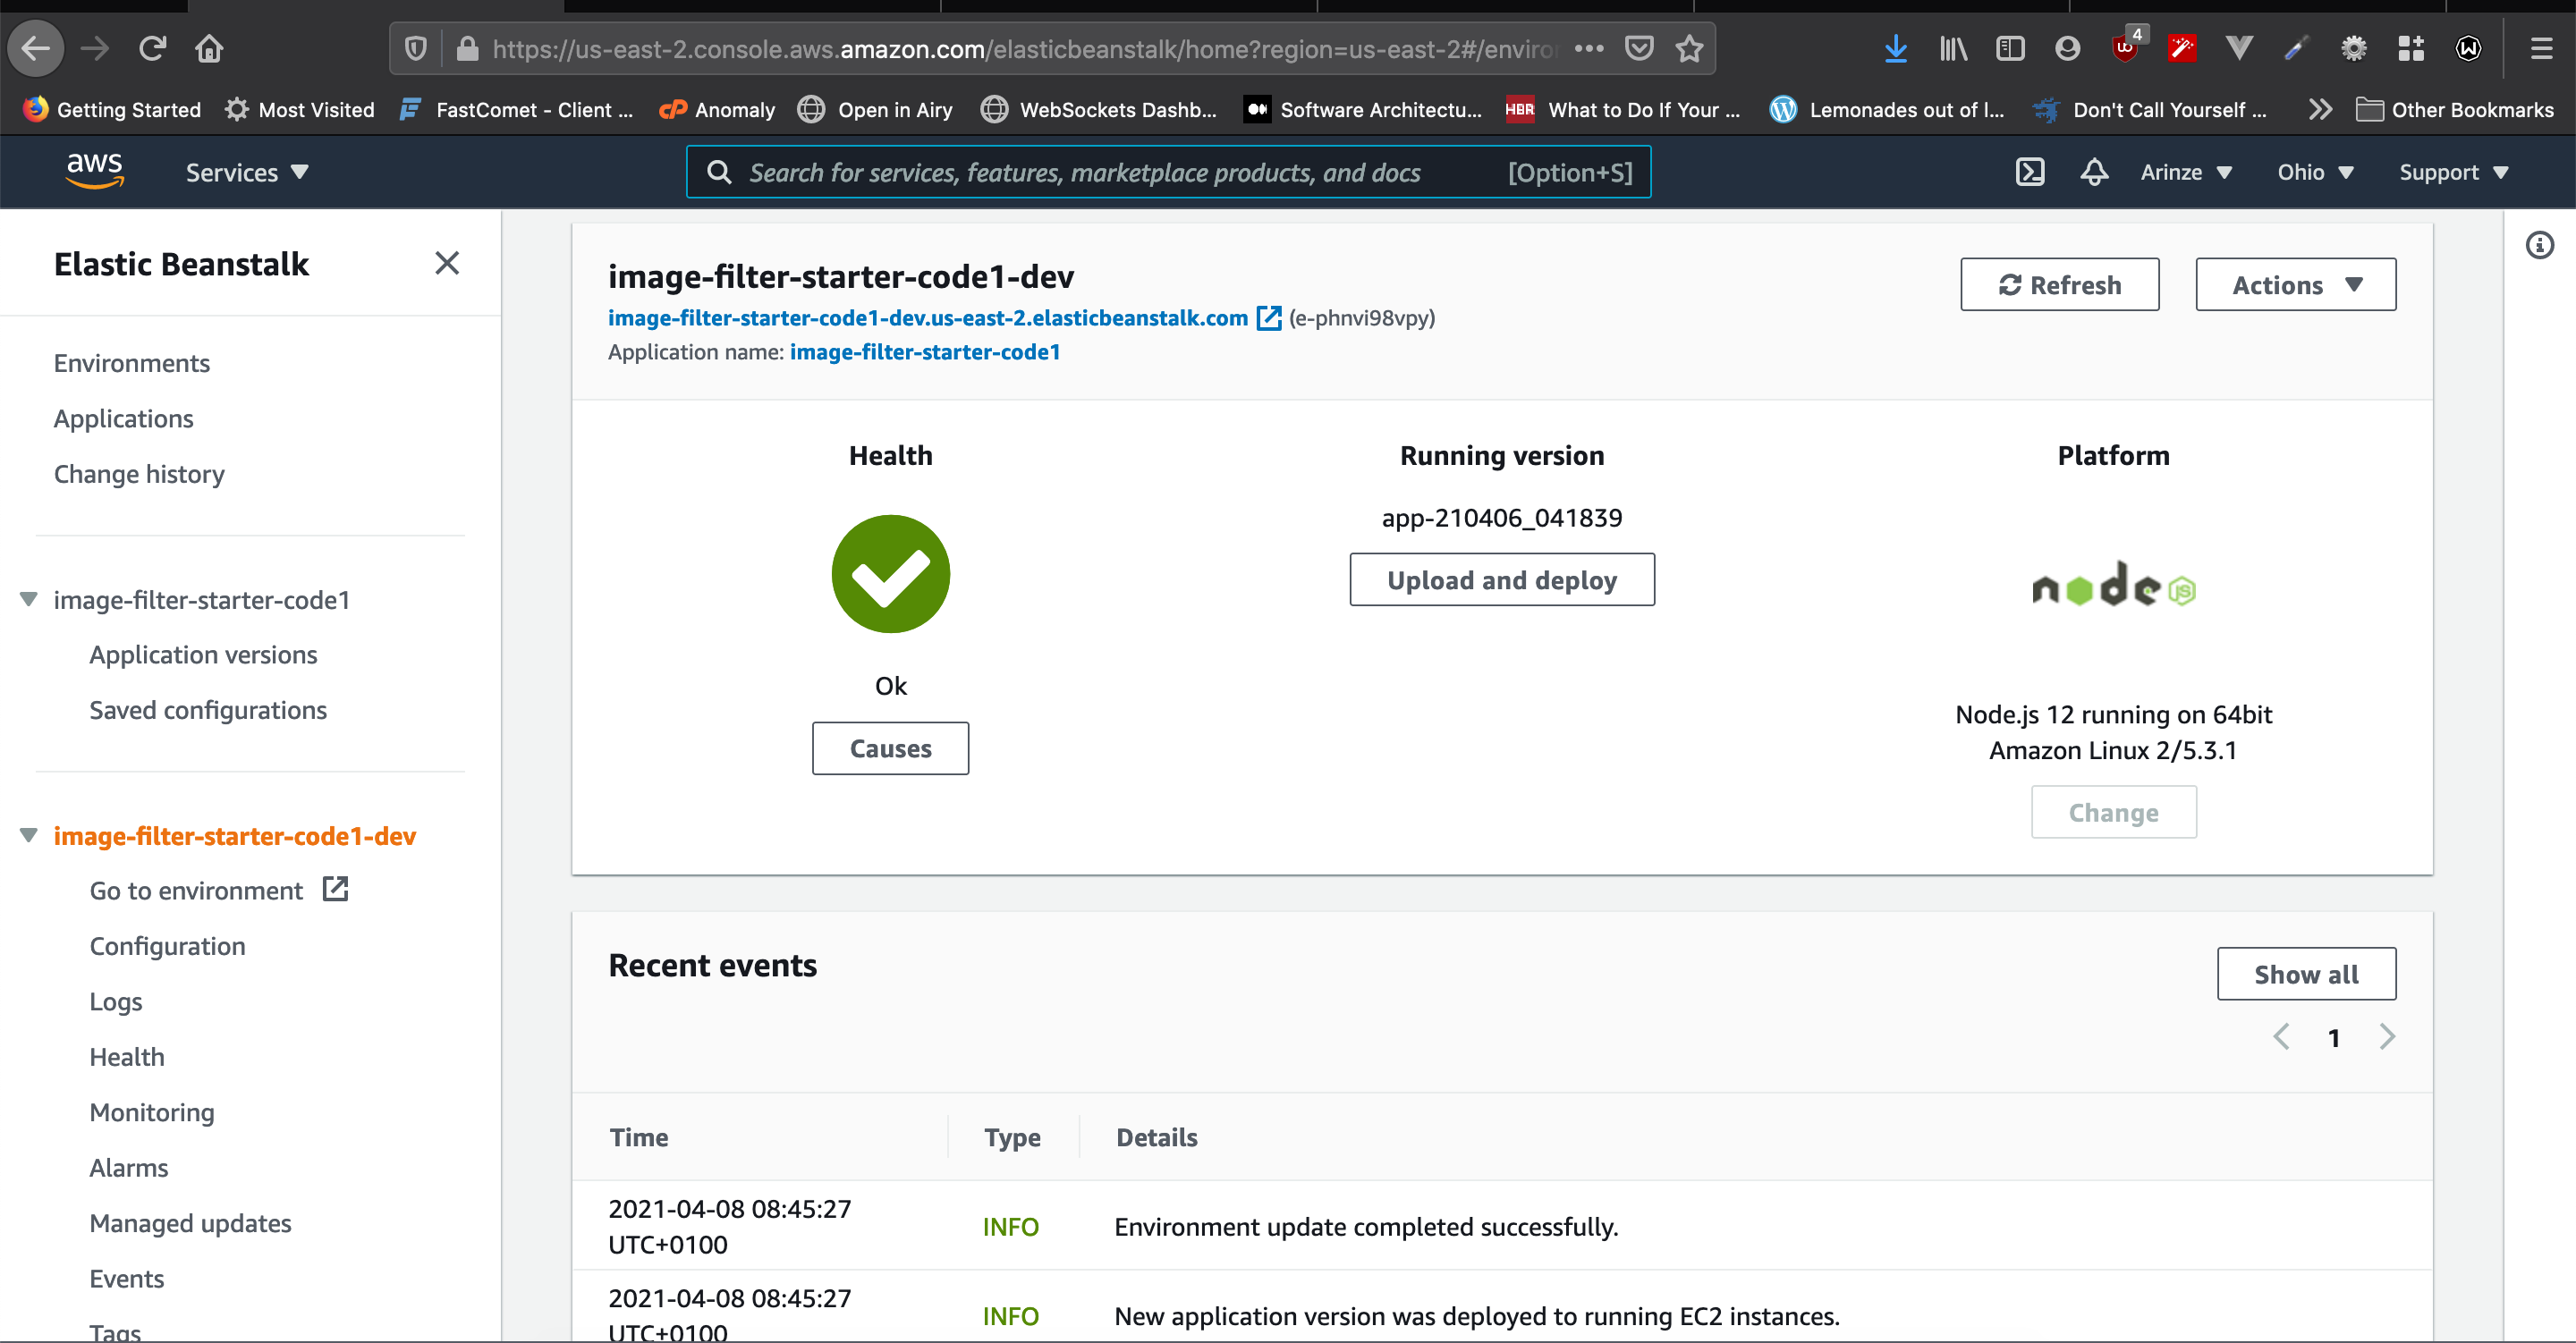 https://us-east-2.console.aws.amazon.com/elasticbeanstalk/home?region=us-east-2#/enviro
4
Getting Started
Most Visited
FastComet - Client ...
Anomaly
Open in Airy
WebSockets Dashb...
Software Architectu...
HBR What to Do If Your ...
Lemonades out of l...
Don't Call Yourself ...
Other Bookmarks
aws
Services
Search for services, features, marketplace products, and docs [Option+S]
Arinze
Ohio
Support
Elastic Beanstalk
Environments
Applications
Change history
image-filter-starter-code1
Application versions
Saved configurations
image-filter-starter-code1-dev
Go to environment
Configuration
Logs
Health
Monitoring
Alarms
Managed updates
Events
Tags
image-filter-starter-code1-dev
image-filter-starter-code1-dev.us-east-2.elasticbeanstalk.com (e-phnvi98vpy)
Application name: image-filter-starter-code1
Refresh
Actions
Health
Ok
Causes
Running version
app-210406_041839
Upload and deploy
Platform
node JS
Node.js 12 running on 64bit
Amazon Linux 2/5.3.1
Change
Recent events
Show all
1
Time Type Details
2021-04-08 08:45:27
UTC+0100
INFO
Environment update completed successfully.
2021-04-08 08:45:27
UTC+0100
INFO
New application version was deployed to running EC2 instances.